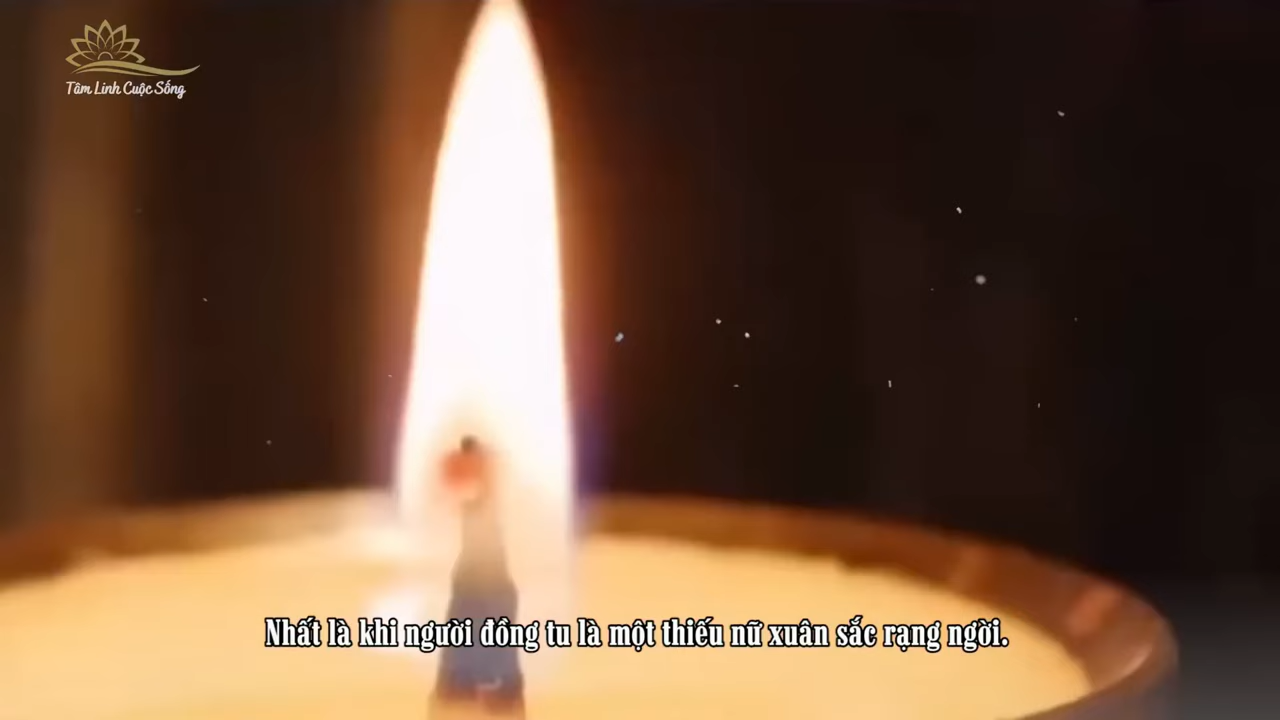 Tâm Linh Cuộc Sống
Nhất là khi người đồng tu là một thiếu nữ xuân sắc rạng ngời.